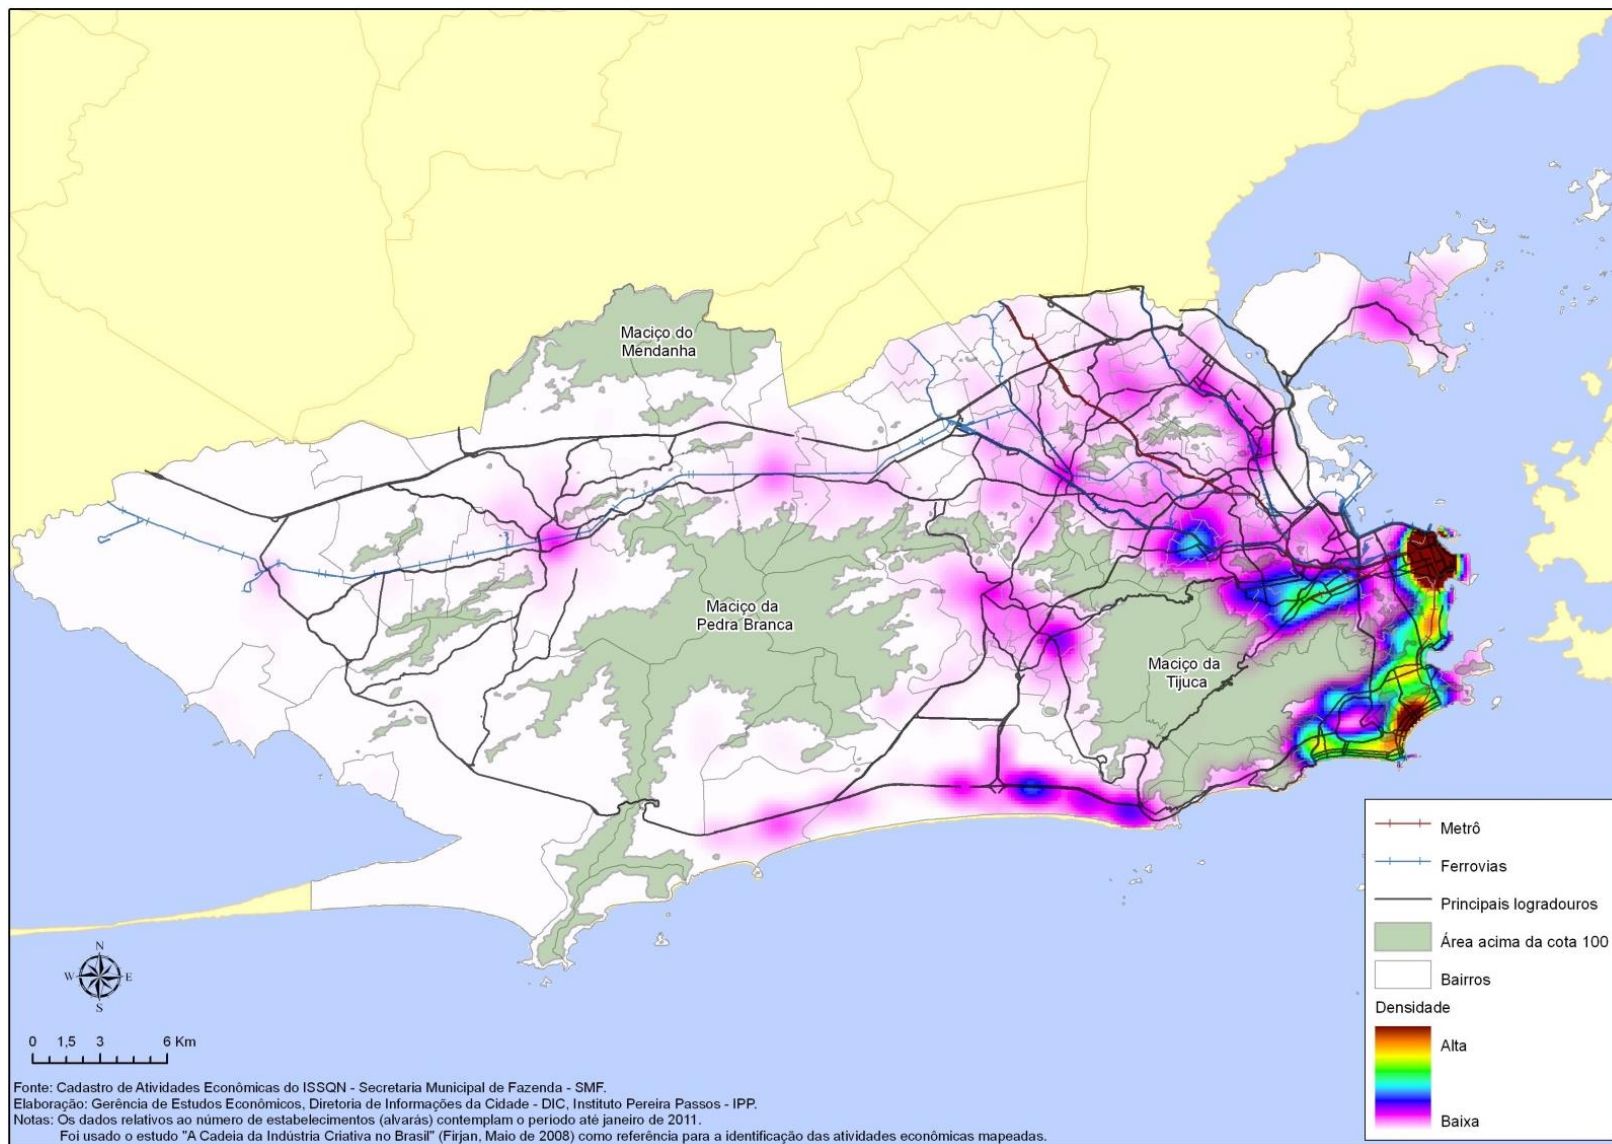 Maciço do
Mendanha
Maciço da
Pedra Branca
Maciço da
Tijuca
Metrô
Ferrovias
Principais logradouros
Área acima da cota 100
Bairros
Densidade
Alta
Baixa
N
W
E
S
0 1,5 3 6 Km
Fonte: Cadastro de Atividades Econômicas do ISSQN - Secretaria Municipal de Fazenda - SMF.
Elaboração: Gerência de Estudos Econômicos, Diretoria de Informações da Cidade - DIC, Instituto Pereira Passos - IPP.
Notas: Os dados relativos ao número de estabelecimentos (alvarás) contemplam o período até janeiro de 2011.
Foi usado o estudo "A Cadeia da Indústria Criativa no Brasil" (Firjan, Maio de 2008) como referência para a identificação das atividades econômicas mapeadas.